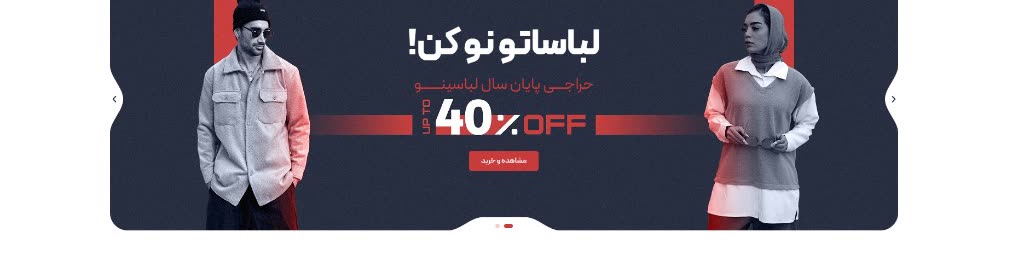 لباساتو نو کن!
حراجی پایان سال لباسینو
UP TO 40% OFF
مشاهده و خرید